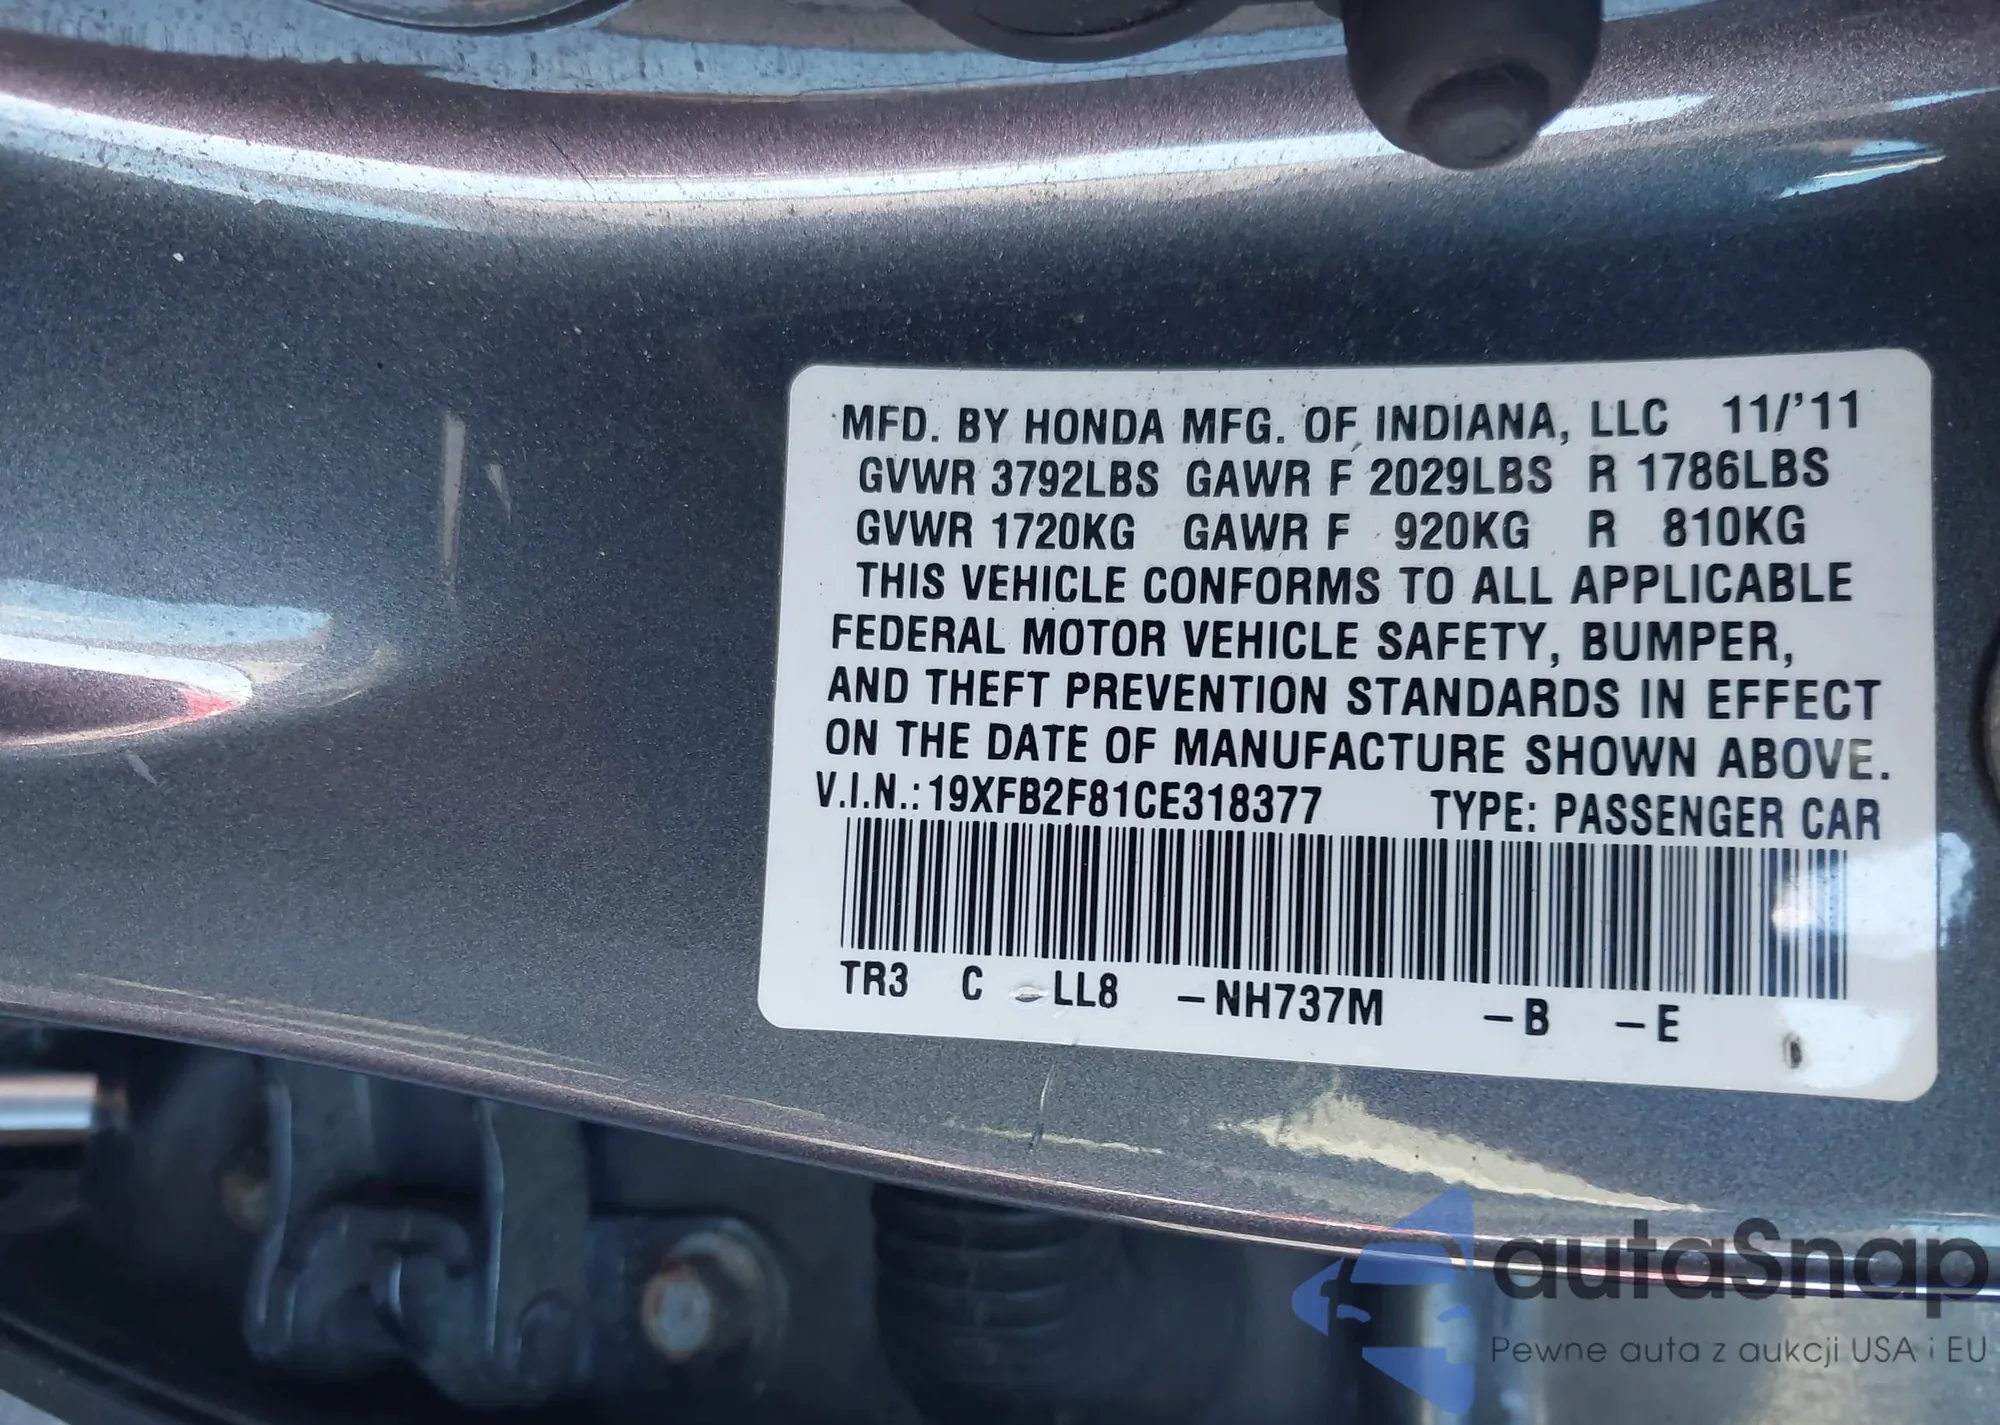 MFD. BY HONDA MFG. OF INDIANA, LLC 11/'11
GVWR 3792LBS GAWR F 2029LBS R 1786LBS
GVWR 1720KG GAWR F 920KG R 810KG
THIS VEHICLE CONFORMS TO ALL APPLICABLE
FEDERAL MOTOR VEHICLE SAFETY, BUMPER,
AND THEFT PREVENTION STANDARDS IN EFFECT
ON THE DATE OF MANUFACTURE SHOWN ABOVE.
V.I.N.: 19XFB2F81CE318377 TYPE: PASSENGER CAR
TR3 C LL8 -NH737M -B -E
autaSnap
Pewne auta z aukcji USA i EU